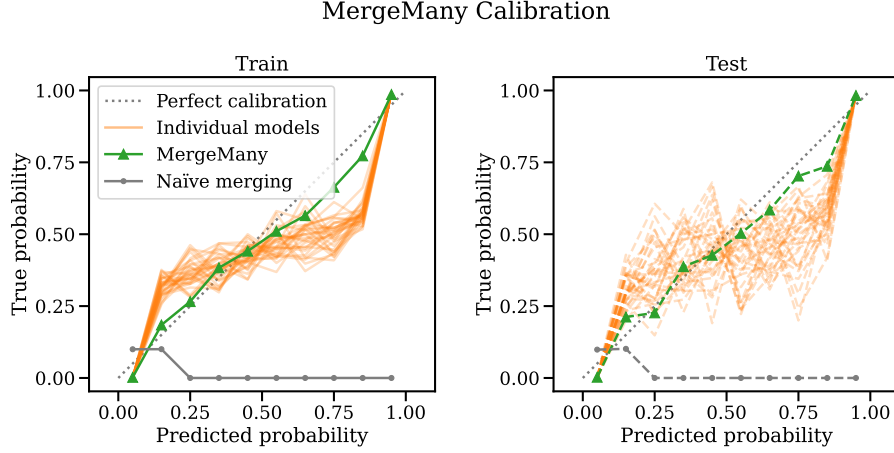 MergeMany Calibration
Train
Perfect calibration
Individual models
MergeMany
Naïve merging
1.00
0.75
0.50
0.25
0.00
True probability
0.00 0.25 0.50 0.75 1.00
Predicted probability
Test
1.00
0.75
0.50
0.25
0.00
True probability
0.00 0.25 0.50 0.75 1.00
Predicted probability